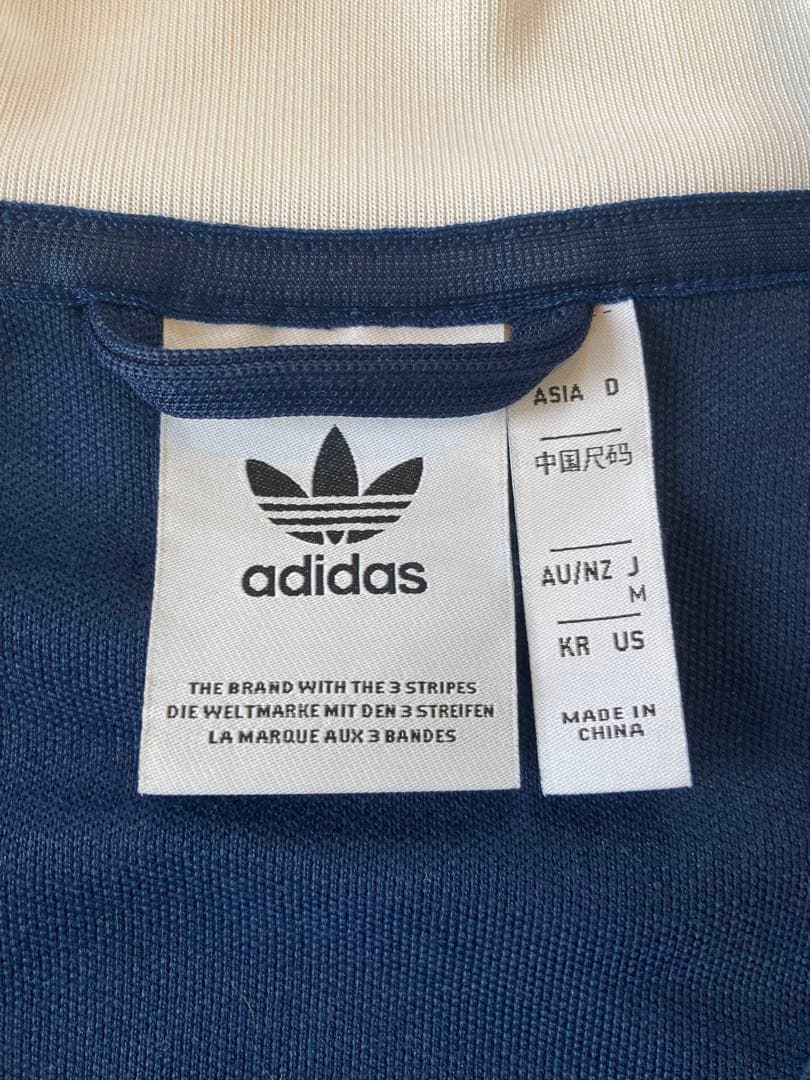 adidas
THE BRAND WITH THE 3 STRIPES
DIE WELTMARKE MIT DEN 3 STREIFEN
LA MARQUE AUX 3 BANDES
ASIA D
中国尺码
AU/NZ J
M
KR US
MADE IN
CHINA